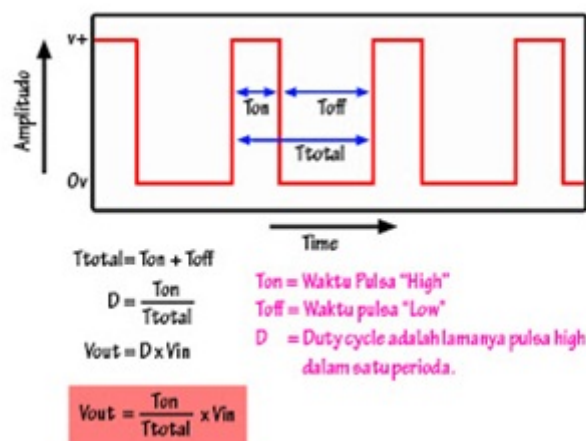 V+
Amplitudo
Ton
Toff
Ttotal
0v
Time
Ttotal = Ton + Toff
D = Ton
Ttotal
Vout = D x Vin
Vout = Ton x Vin
Ttotal
Ton = Waktu Pulsa "High"
Toff = Waktu pulsa "Low"
D = Duty cycle adalah lamanya pulsa high
dalam satu perioda.